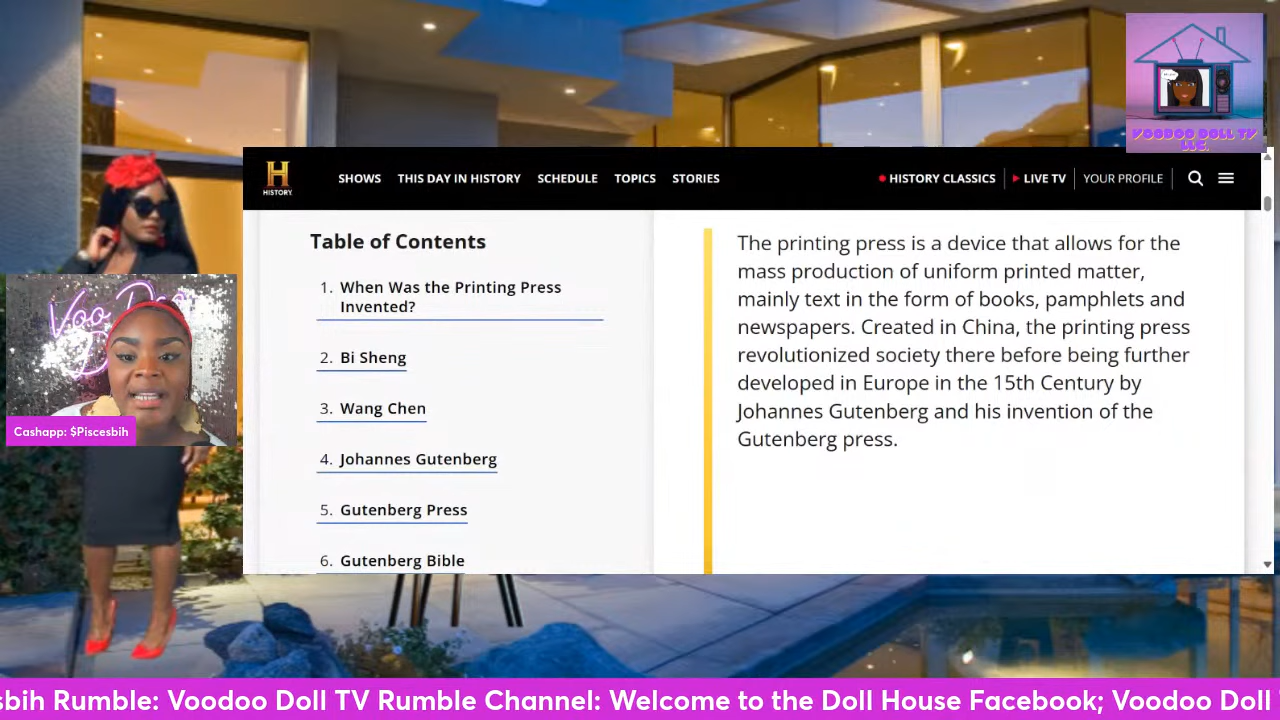 VOODOO DOLL TV
LLC.
H
HISTORY
SHOWS THIS DAY IN HISTORY SCHEDULE TOPICS STORIES HISTORY CLASSICS LIVE TV YOUR PROFILE
Table of Contents
1. When Was the Printing Press
Invented?
2. Bi Sheng
3. Wang Chen
4. Johannes Gutenberg
5. Gutenberg Press
6. Gutenberg Bible
The printing press is a device that allows for the
mass production of uniform printed matter,
mainly text in the form of books, pamphlets and
newspapers. Created in China, the printing press
revolutionized society there before being further
developed in Europe in the 15th Century by
Johannes Gutenberg and his invention of the
Gutenberg press.
Voo Doo
Cashapp: $Piscesbih
sbih Rumble: Voodoo Doll TV Rumble Channel: Welcome to the Doll House Facebook; Voodoo Doll